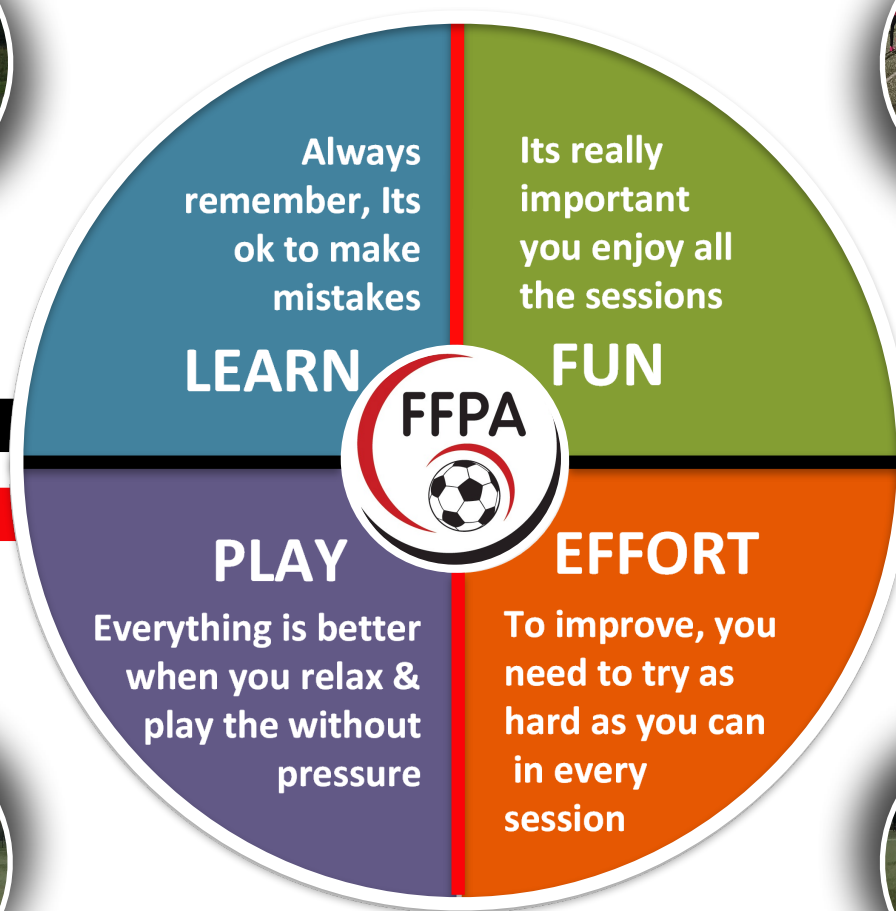 Always
remember, Its
ok to make
mistakes
LEARN
Its really
important
you enjoy all
the sessions
FUN
FFPA
PLAY
Everything is better
when you relax &
play the without
pressure
EFFORT
To improve, you
need to try as
hard as you can
in every
session